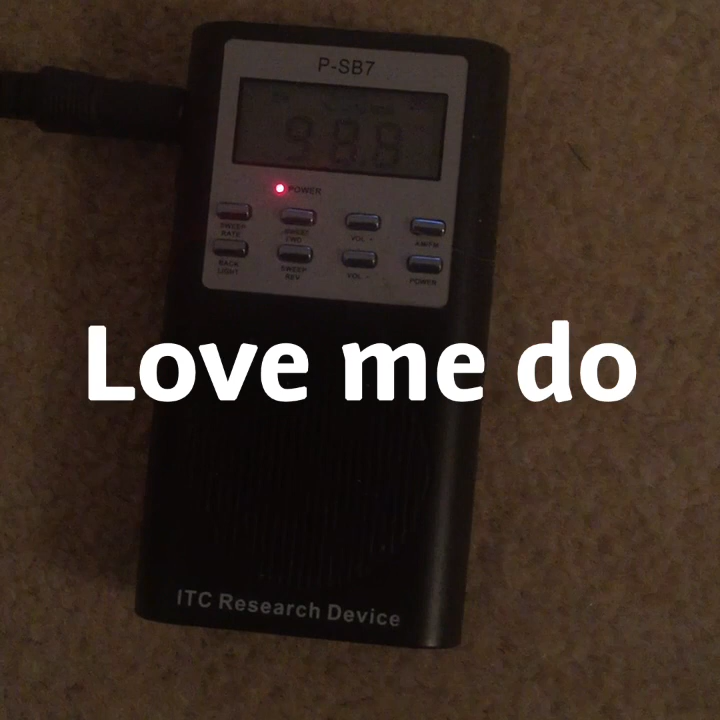 P-SB7
98.8
POWER
SWEEP RATE
SWEEP FWD
VOL +
AM/FM
BACK LIGHT
SWEEP REV
VOL -
POWER
Love me do
ITC Research Device